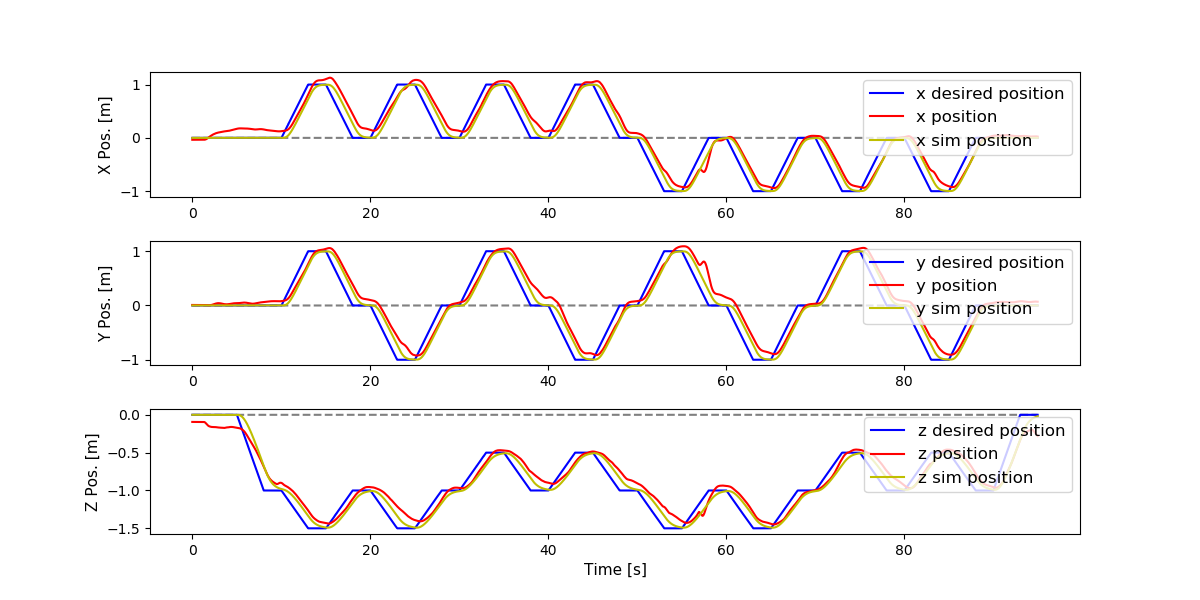 X Pos. [m]
1
0
−1
x desired position
x position
x sim position
0 20 40 60 80
Y Pos. [m]
1
0
−1
y desired position
y position
y sim position
0 20 40 60 80
Z Pos. [m]
0.0
−0.5
−1.0
−1.5
z desired position
z position
z sim position
0 20 40 60 80
Time [s]